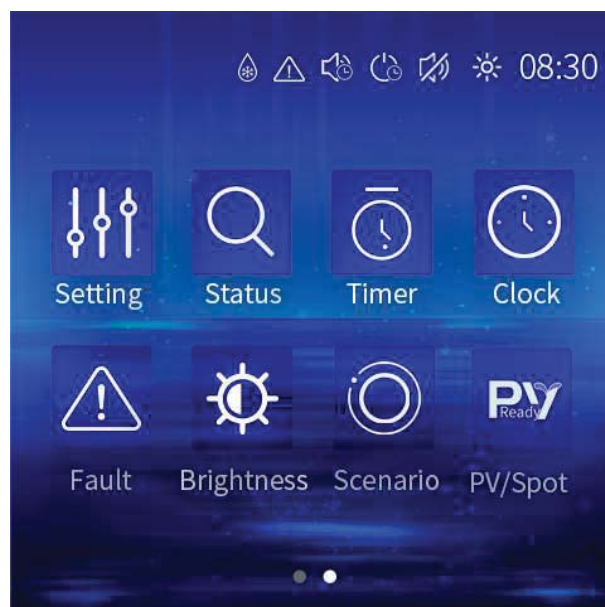 08:30
Setting Status Timer Clock
PV
Ready
Fault Brightness Scenario PV/Spot